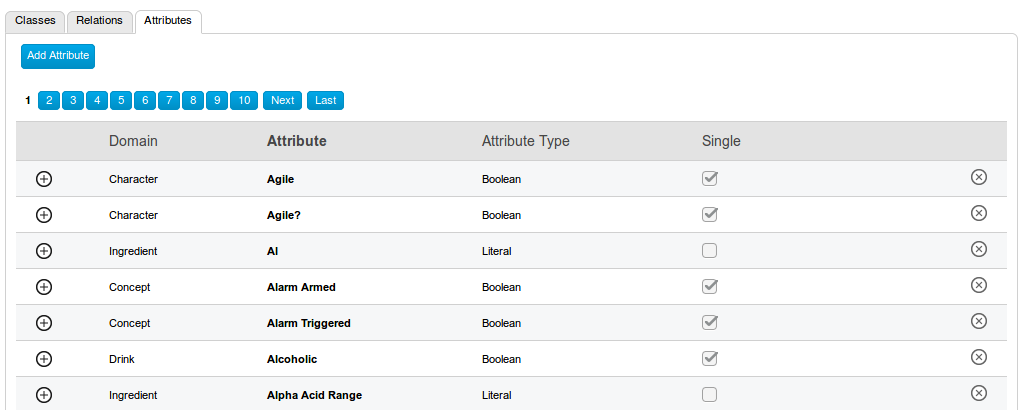 Classes Relations Attributes
Add Attribute
1 2 3 4 5 6 7 8 9 10 Next Last
Domain Attribute Attribute Type Single
Character Agile Boolean
Character Agile? Boolean
Ingredient AI Literal
Concept Alarm Armed Boolean
Concept Alarm Triggered Boolean
Drink Alcoholic Boolean
Ingredient Alpha Acid Range Literal